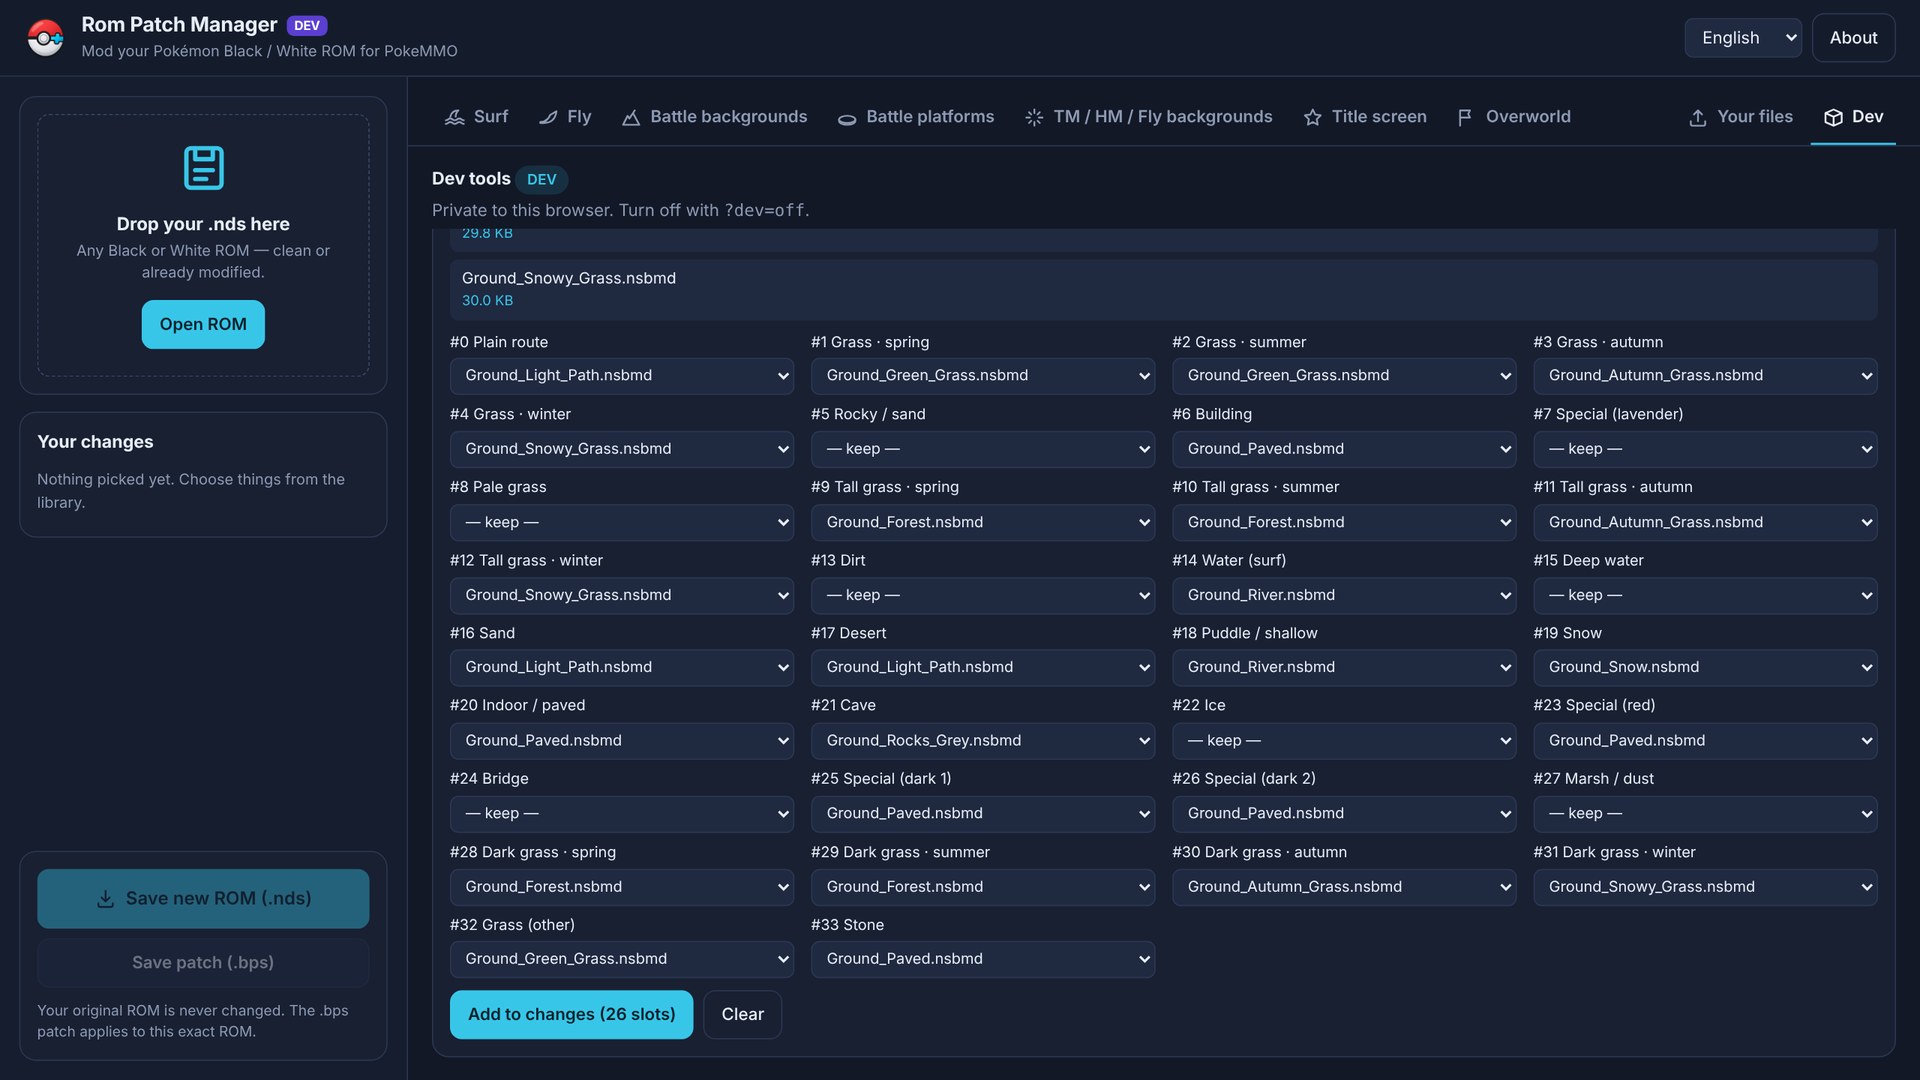 Rom Patch Manager DEV
Mod your Pokémon Black / White ROM for PokeMMO
English
About
Drop your .nds here
Any Black or White ROM — clean or
already modified.
Open ROM
Your changes
Nothing picked yet. Choose things from the
library.
Save new ROM (.nds)
Save patch (.bps)
Your original ROM is never changed. The .bps
patch applies to this exact ROM.
Surf Fly Battle backgrounds Battle platforms TM / HM / Fly backgrounds Title screen Overworld Your files Dev
Dev tools DEV
Private to this browser. Turn off with ?dev=off.
29.8 KB
Ground_Snowy_Grass.nsbmd
30.0 KB
#0 Plain route #1 Grass · spring #2 Grass · summer #3 Grass · autumn
Ground_Light_Path.nsbmd Ground_Green_Grass.nsbmd Ground_Green_Grass.nsbmd Ground_Autumn_Grass.nsbmd
#4 Grass · winter #5 Rocky / sand #6 Building #7 Special (lavender)
Ground_Snowy_Grass.nsbmd — keep — Ground_Paved.nsbmd — keep —
#8 Pale grass #9 Tall grass · spring #10 Tall grass · summer #11 Tall grass · autumn
— keep — Ground_Forest.nsbmd Ground_Forest.nsbmd Ground_Autumn_Grass.nsbmd
#12 Tall grass · winter #13 Dirt #14 Water (surf) #15 Deep water
Ground_Snowy_Grass.nsbmd — keep — Ground_River.nsbmd — keep —
#16 Sand #17 Desert #18 Puddle / shallow #19 Snow
Ground_Light_Path.nsbmd Ground_Light_Path.nsbmd Ground_River.nsbmd Ground_Snow.nsbmd
#20 Indoor / paved #21 Cave #22 Ice #23 Special (red)
Ground_Paved.nsbmd Ground_Rocks_Grey.nsbmd — keep — Ground_Paved.nsbmd
#24 Bridge #25 Special (dark 1) #26 Special (dark 2) #27 Marsh / dust
— keep — Ground_Paved.nsbmd Ground_Paved.nsbmd — keep —
#28 Dark grass · spring #29 Dark grass · summer #30 Dark grass · autumn #31 Dark grass · winter
Ground_Forest.nsbmd Ground_Forest.nsbmd Ground_Autumn_Grass.nsbmd Ground_Snowy_Grass.nsbmd
#32 Grass (other) #33 Stone
Ground_Green_Grass.nsbmd Ground_Paved.nsbmd
Add to changes (26 slots) Clear